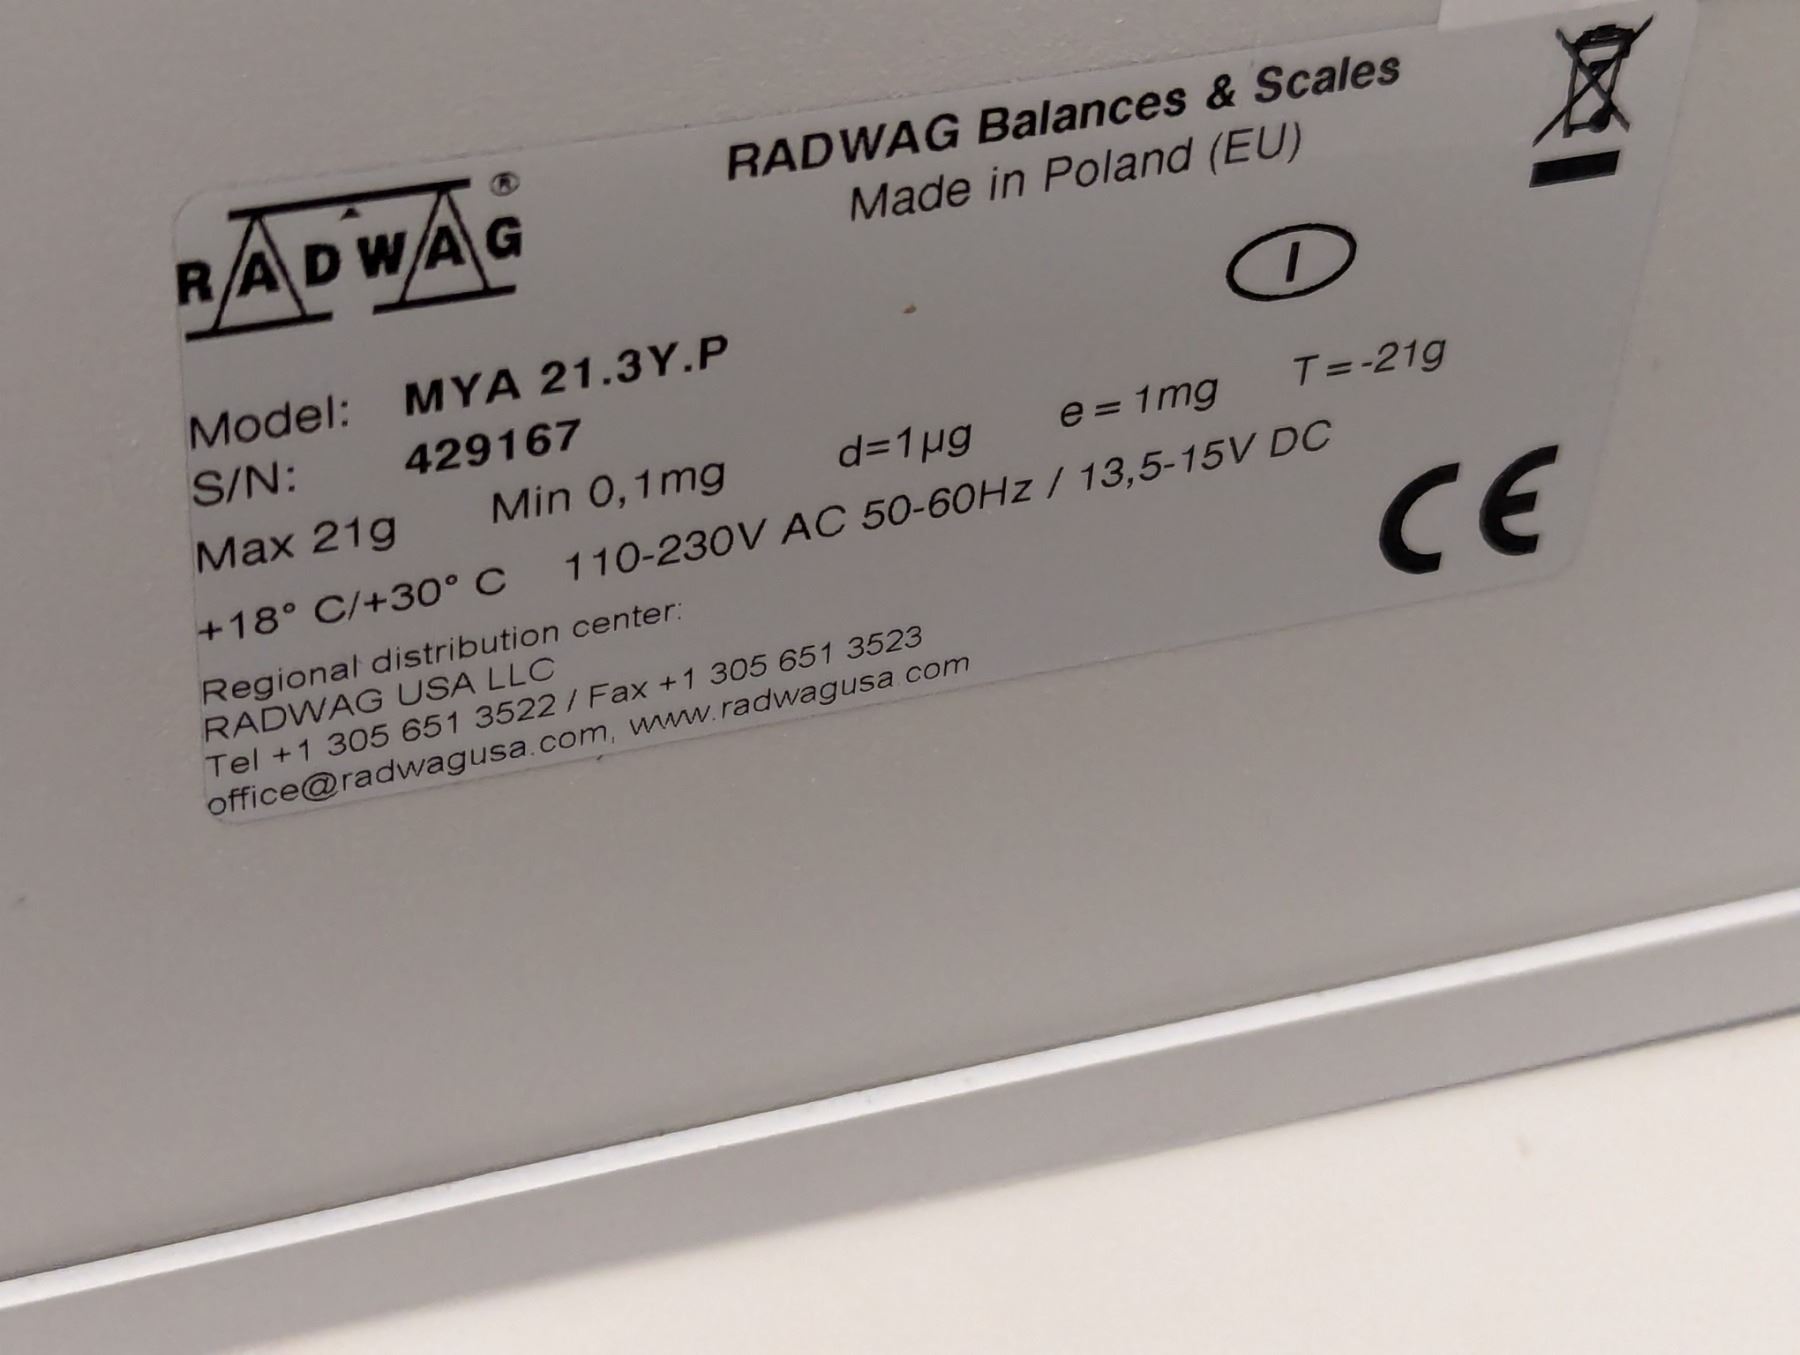 RADWAG®
RADWAG Balances & Scales
Made in Poland (EU)
I
Model: MYA 21.3Y.P
S/N: 429167
Max 21g Min 0,1mg d=1µg e=1mg T=-21g
+18° C/+30° C 110-230V AC 50-60Hz / 13,5-15V DC
CE
Regional distribution center:
RADWAG USA LLC
Tel +1 305 651 3522 / Fax +1 305 651 3523
office@radwagusa.com, www.radwagusa.com